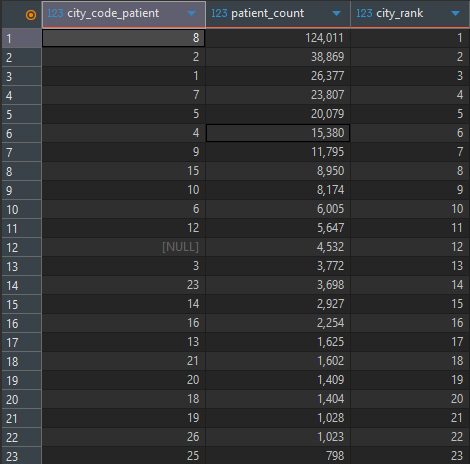 123 city_code_patient 123 patient_count 123 city_rank
1 8 124,011 1
2 2 38,869 2
3 1 26,377 3
4 7 23,807 4
5 5 20,079 5
6 4 15,380 6
7 9 11,795 7
8 15 8,950 8
9 10 8,174 9
10 6 6,005 10
11 12 5,647 11
12 [NULL] 4,532 12
13 3 3,772 13
14 23 3,698 14
15 14 2,927 15
16 16 2,254 16
17 13 1,625 17
18 21 1,602 18
19 20 1,409 19
20 18 1,404 20
21 19 1,028 21
22 26 1,023 22
23 25 798 23